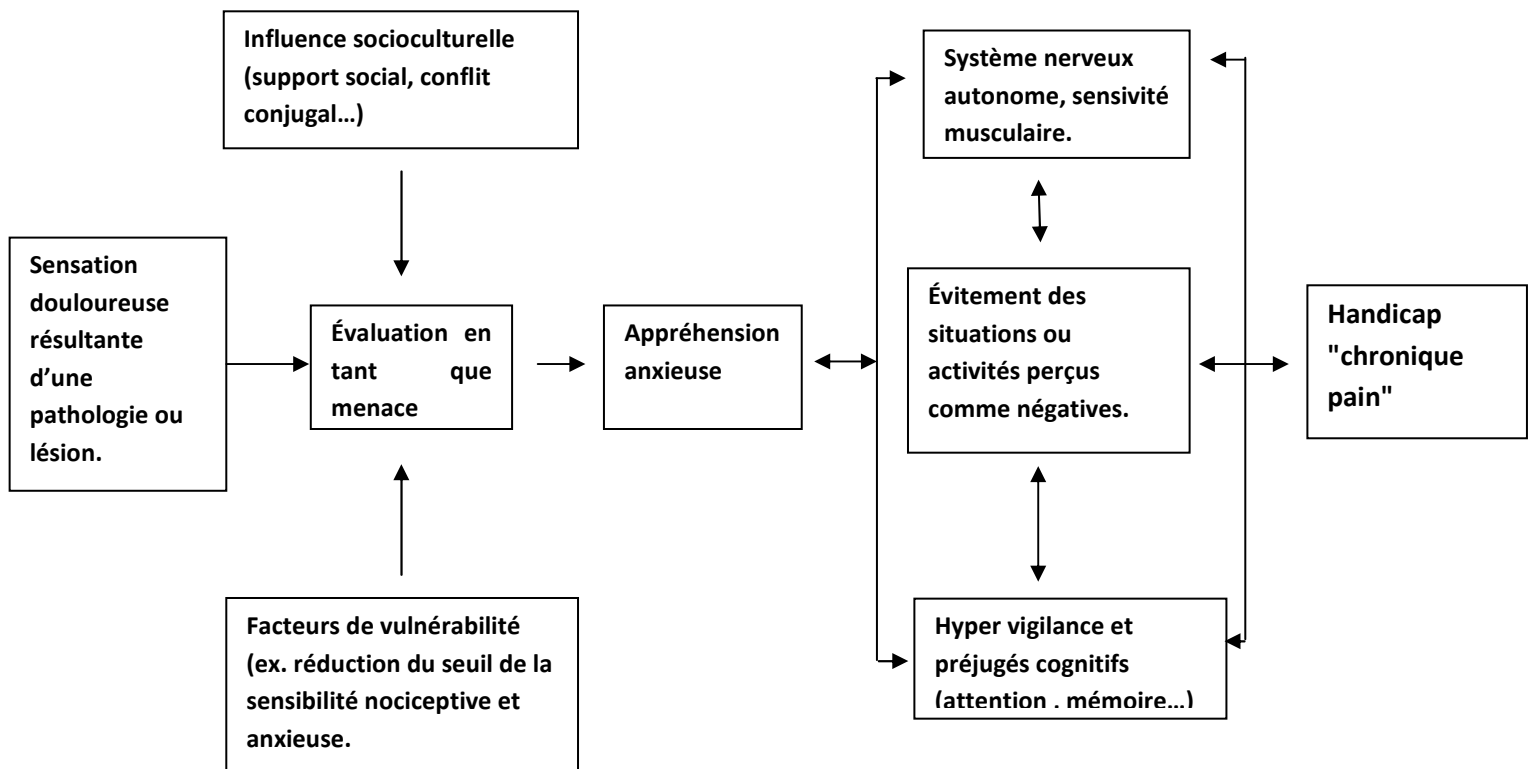 Influence socioculturelle
(support social, conflit
conjugal…)
Système nerveux
autonome, sensivité
musculaire.
Sensation
douloureuse
résultante
d’une
pathologie ou
lésion.
Évaluation en
tant que
menace
Appréhension
anxieuse
Évitement des
situations ou
activités perçus
comme négatives.
Handicap
"chronique
pain"
Facteurs de vulnérabilité
(ex. réduction du seuil de la
sensibilité nociceptive et
anxieuse.
Hyper vigilance et
préjugés cognitifs
(attention , mémoire…)